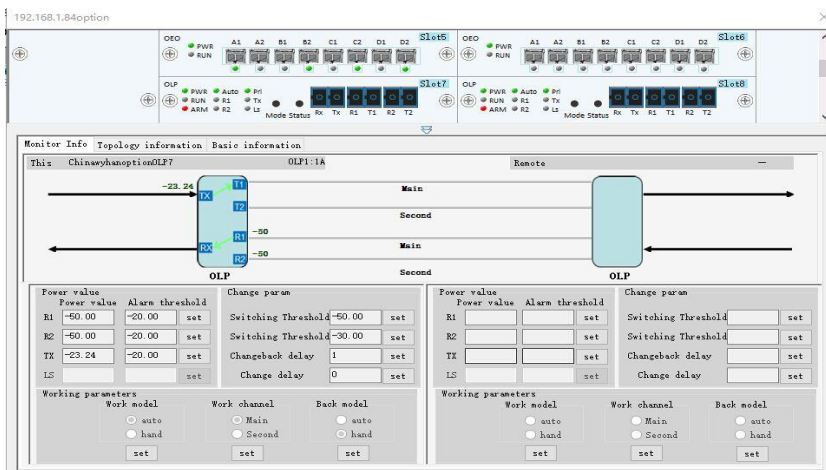 192.168.1.84option
OEO PWR RUN A1 A2 B1 B2 C1 C2 D1 D2 Slot5
OEO PWR RUN A1 A2 B1 B2 C1 C2 D1 D2 Slot6
OLP PWR Auto Pri Slot7
RUN R1 Tx
ARM R2 Ls Mode Status Rx Tx R1 T1 R2 T2
OLP PWR Auto Pri Slot8
RUN R1 Tx
ARM R2 Ls Mode Status Rx Tx R1 T1 R2 T2
Monitor Info Topology information Basic information
This ChinawyhanoptionOLP7 OLP1:1A Remote —
-23.24 TX T1 Main
T2 Second
R1 -50 Main
RX
R2 -50
Second
OLP OLP
Power value Change param
Power value Alarm threshold
R1 -50.00 -20.00 set Switching Threshold -50.00 set
R2 -50.00 -20.00 set Switching Threshold -30.00 set
TX -23.24 -20.00 set Changeback delay 1 set
LS set Change delay 0 set
Working parameters
Work model Work channel Back model
auto Main auto
hand Second hand
set set set
Power value Change param
Power value Alarm threshold
R1 set Switching Threshold set
R2 set Switching Threshold set
TX set Changeback delay set
LS set Change delay set
Working parameters
Work model Work channel Back model
auto Main auto
hand Second hand
set set set